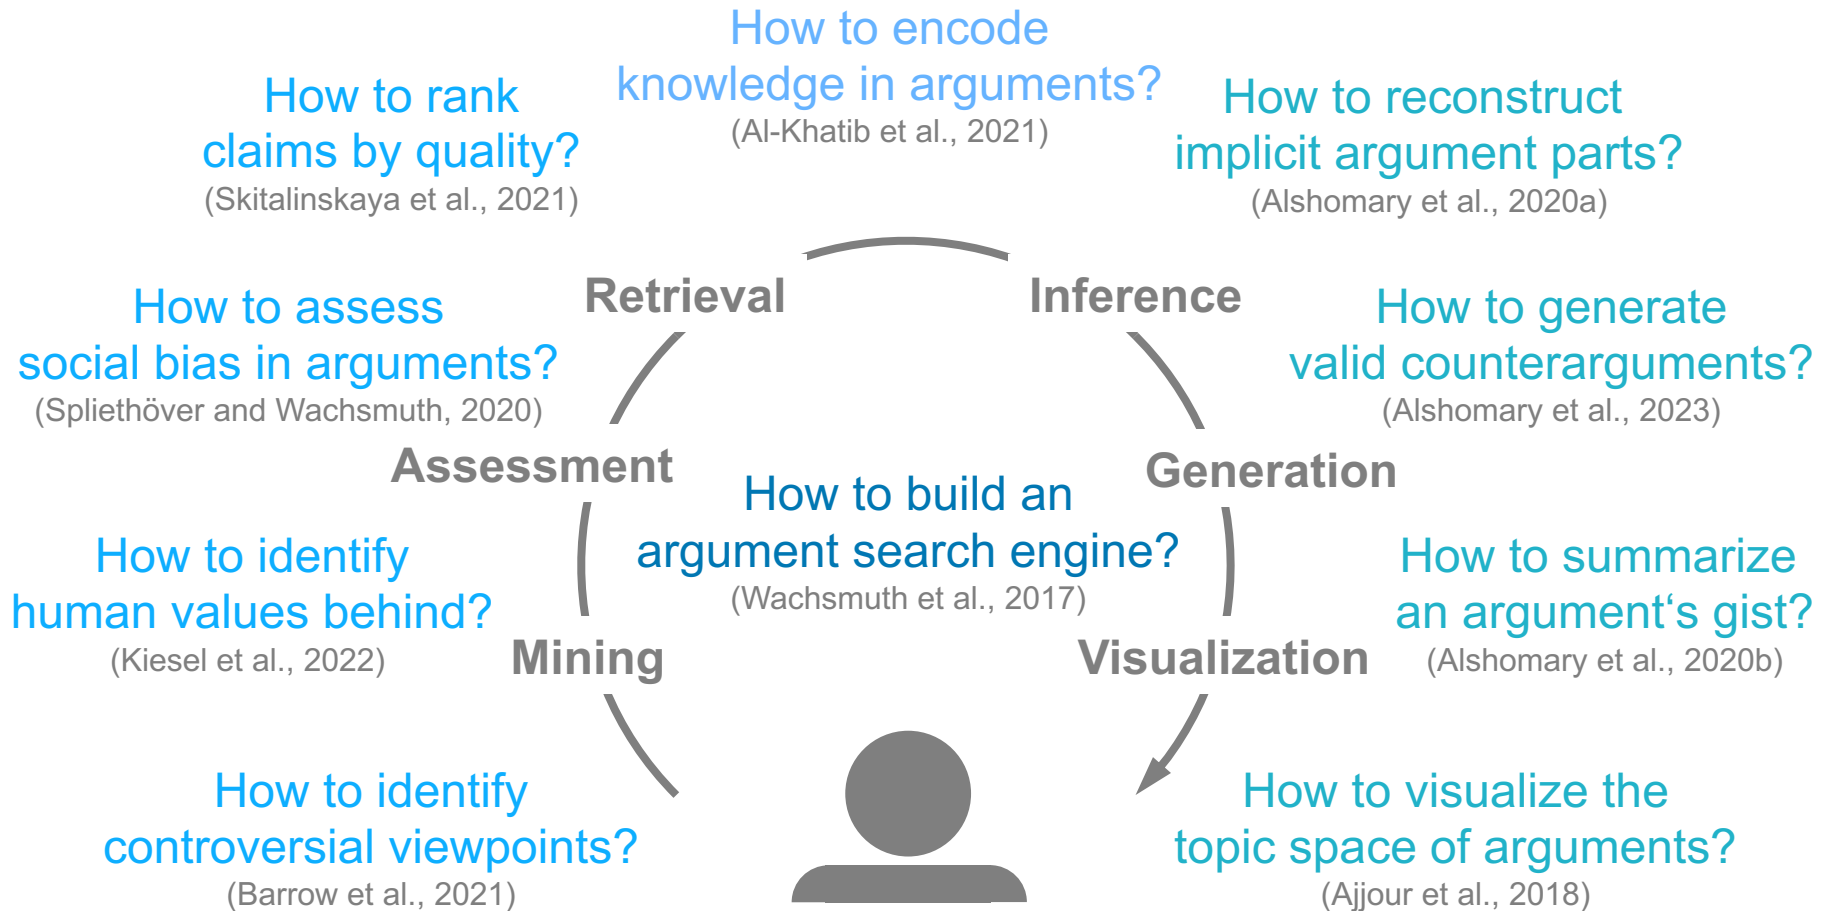 How to encode
knowledge in arguments?
(Al-Khatib et al., 2021)
How to rank
claims by quality?
(Skitalinskaya et al., 2021)
How to reconstruct
implicit argument parts?
(Alshomary et al., 2020a)
Retrieval
Inference
How to assess
social bias in arguments?
(Spliethöver and Wachsmuth, 2020)
How to generate
valid counterarguments?
(Alshomary et al., 2023)
Assessment
Generation
How to build an
argument search engine?
(Wachsmuth et al., 2017)
How to identify
human values behind?
(Kiesel et al., 2022)
How to summarize
an argument‘s gist?
(Alshomary et al., 2020b)
Mining
Visualization
How to identify
controversial viewpoints?
(Barrow et al., 2021)
How to visualize the
topic space of arguments?
(Ajjour et al., 2018)